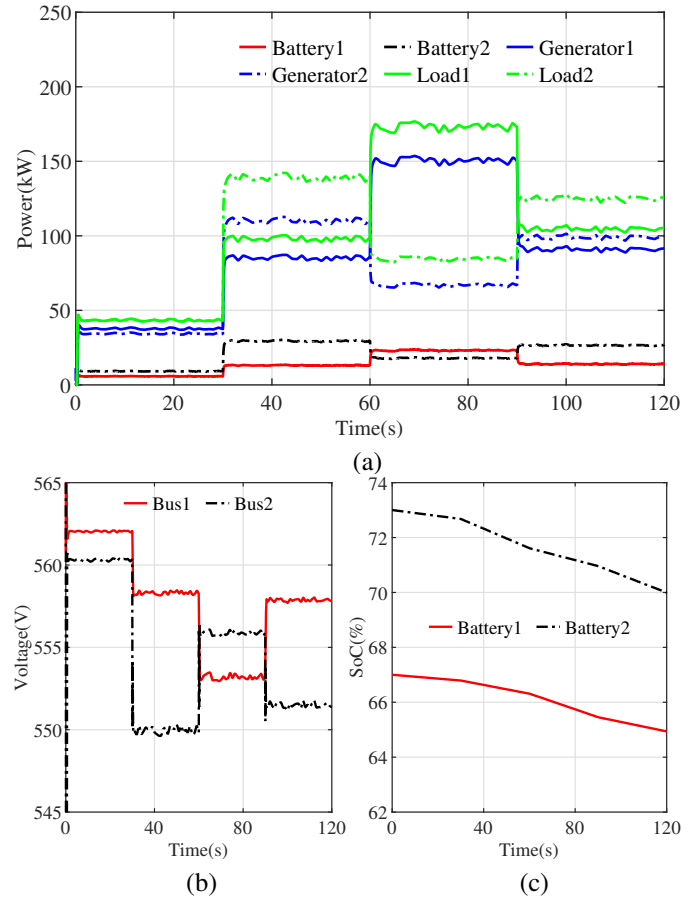 Battery1 Battery2 Generator1
Generator2 Load1 Load2
250
200
150
100
50
0
Power(kW)
0 20 40 60 80 100 120
Time(s)
(a)
Bus1 Bus2
565
560
555
550
545
Voltage(V)
0 40 80 120
Time(s)
(b)
74
72
70
68
66
64
62
SoC(%)
Battery1 Battery2
0 40 80 120
Time(s)
(c)